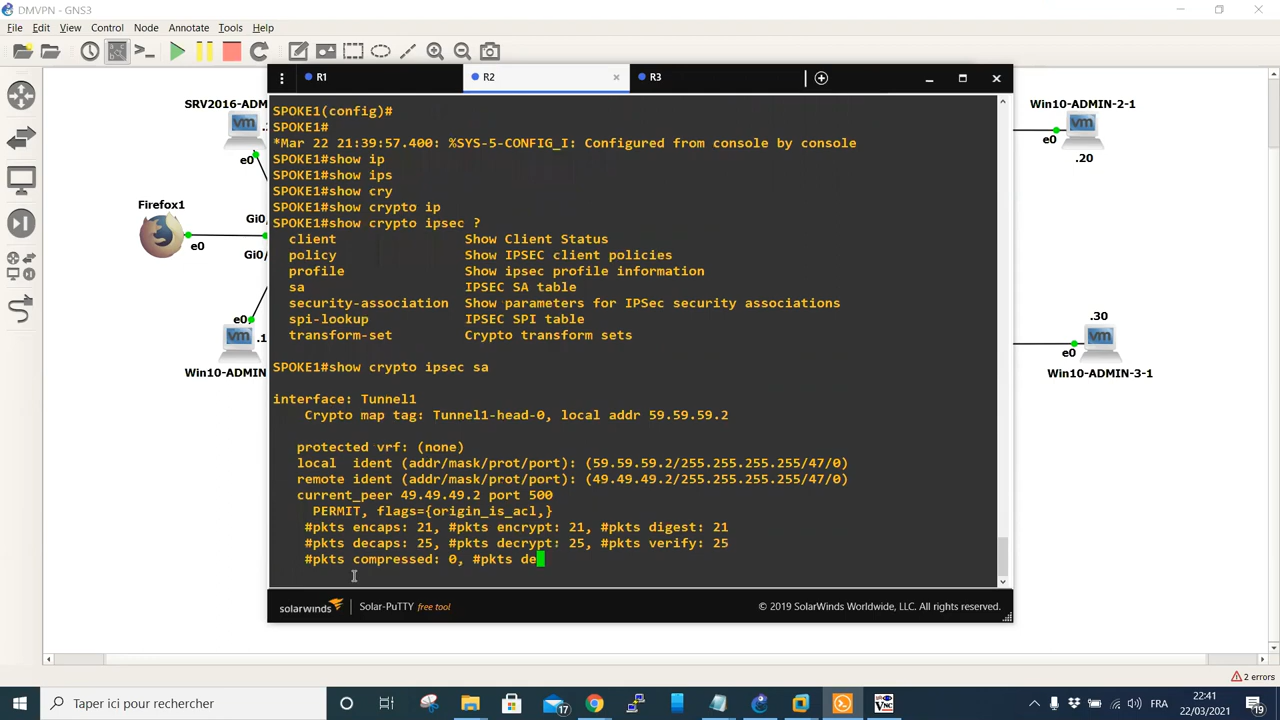 DMVPN - GNS3
File Edit View Control Node Annotate Tools Help
R1 R2 R3
SRV2016-ADM
e0
Firefox1
e0
Gi0/
Gi0/
e0
.1
Win10-ADMIN
Win10-ADMIN-2-1
e0
.20
.30
e0
Win10-ADMIN-3-1
SPOKE1(config)#
SPOKE1#
*Mar 22 21:39:57.400: %SYS-5-CONFIG_I: Configured from console by console
SPOKE1#show ip
SPOKE1#show ips
SPOKE1#show cry
SPOKE1#show crypto ip
SPOKE1#show crypto ipsec ?
client Show Client Status
policy Show IPSEC client policies
profile Show ipsec profile information
sa IPSEC SA table
security-association Show parameters for IPSec security associations
spi-lookup IPSEC SPI table
transform-set Crypto transform sets
SPOKE1#show crypto ipsec sa
interface: Tunnel1
Crypto map tag: Tunnel1-head-0, local addr 59.59.59.2
protected vrf: (none)
local ident (addr/mask/prot/port): (59.59.59.2/255.255.255.255/47/0)
remote ident (addr/mask/prot/port): (49.49.49.2/255.255.255.255/47/0)
current_peer 49.49.49.2 port 500
PERMIT, flags={origin_is_acl,}
#pkts encaps: 21, #pkts encrypt: 21, #pkts digest: 21
#pkts decaps: 25, #pkts decrypt: 25, #pkts verify: 25
#pkts compressed: 0, #pkts de
solarwinds Solar-PuTTY free tool © 2019 SolarWinds Worldwide, LLC. All rights reserved.
2 errors
Taper ici pour rechercher
17
FRA
22:41
22/03/2021
19